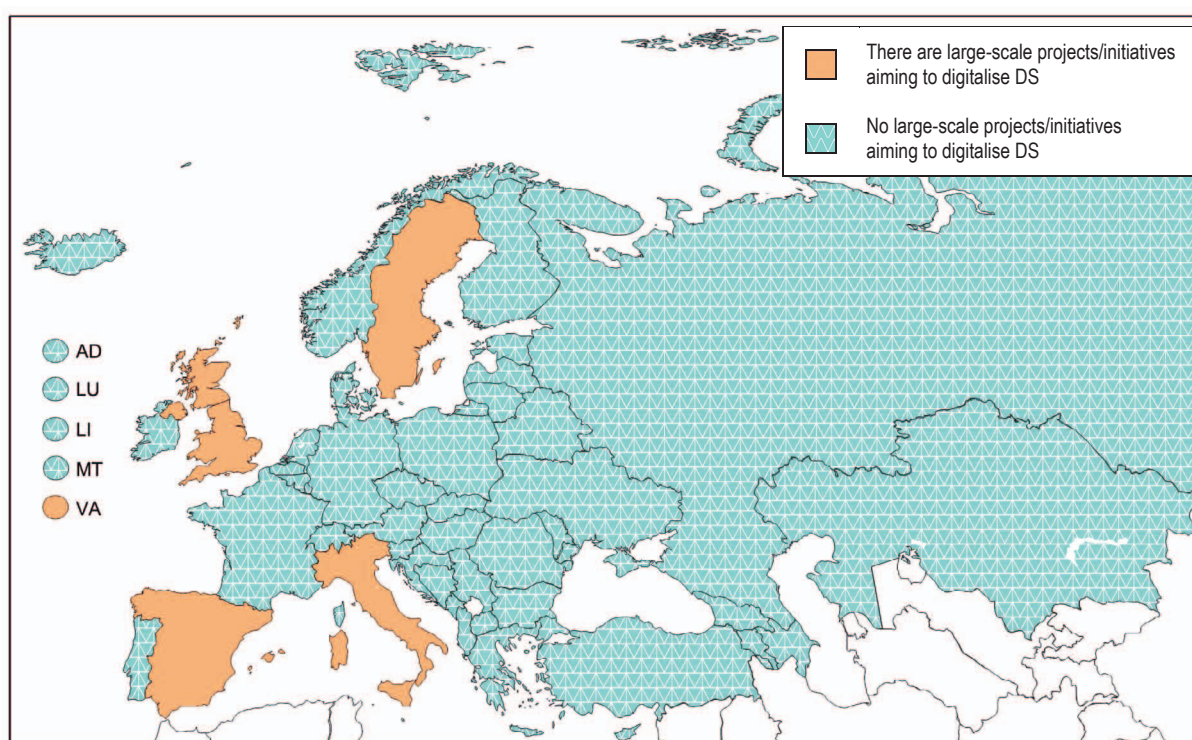 There are large-scale projects/initiatives
aiming to digitalise DS
No large-scale projects/initiatives
aiming to digitalise DS
AD
LU
LI
MT
VA